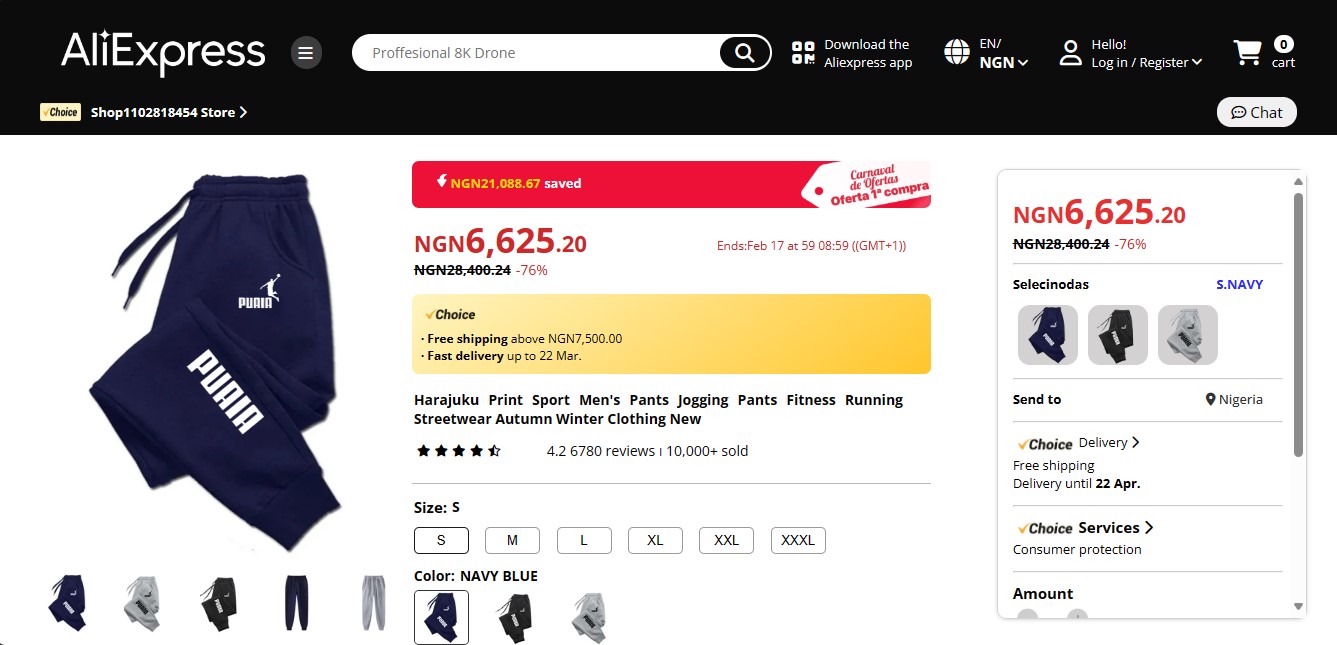 AliExpress
Proffesional 8K Drone
Download the
Aliexpress app
EN/
NGN
Hello!
Log in / Register
0
cart
Choice
Shop1102818454 Store
Chat
NGN21,088.67 saved
Carnaval
de Ofertas
Oferta 1ª compra
NGN6,625.20
NGN28,400.24 -76%
Ends:Feb 17 at 59 08:59 ((GMT+1))
Choice
· Free shipping above NGN7,500.00
· Fast delivery up to 22 Mar.
Harajuku Print Sport Men's Pants Jogging Pants Fitness Running
Streetwear Autumn Winter Clothing New
4.2 6780 reviews ı 10,000+ sold
Size: S
S
M
L
XL
XXL
XXXL
Color: NAVY BLUE
PUAIA
PUAIA
NGN6,625.20
NGN28,400.24 -76%
Selecinodas
S.NAVY
Send to
Nigeria
Choice Delivery
Free shipping
Delivery until 22 Apr.
Choice Services
Consumer protection
Amount